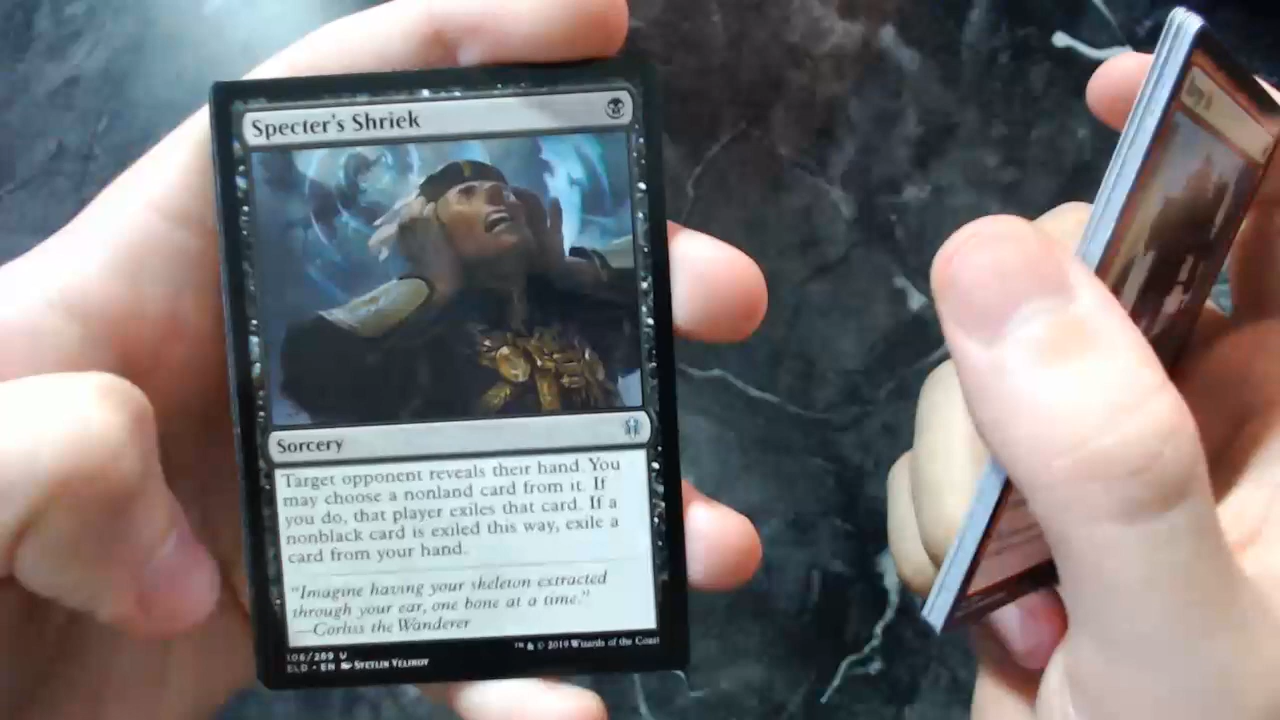 Specter's Shriek
Sorcery
Target opponent reveals their hand. You
may choose a nonland card from it. If
you do, that player exiles that card. If a
nonblack card is exiled this way, exile a
card from your hand.
"Imagine having your skeleton extracted
through your ear, one bone at a time."
—Corliss the Wanderer
106/269 U
ELD • EN Svetlin Velinov
™ & © 2019 Wizards of the Coast